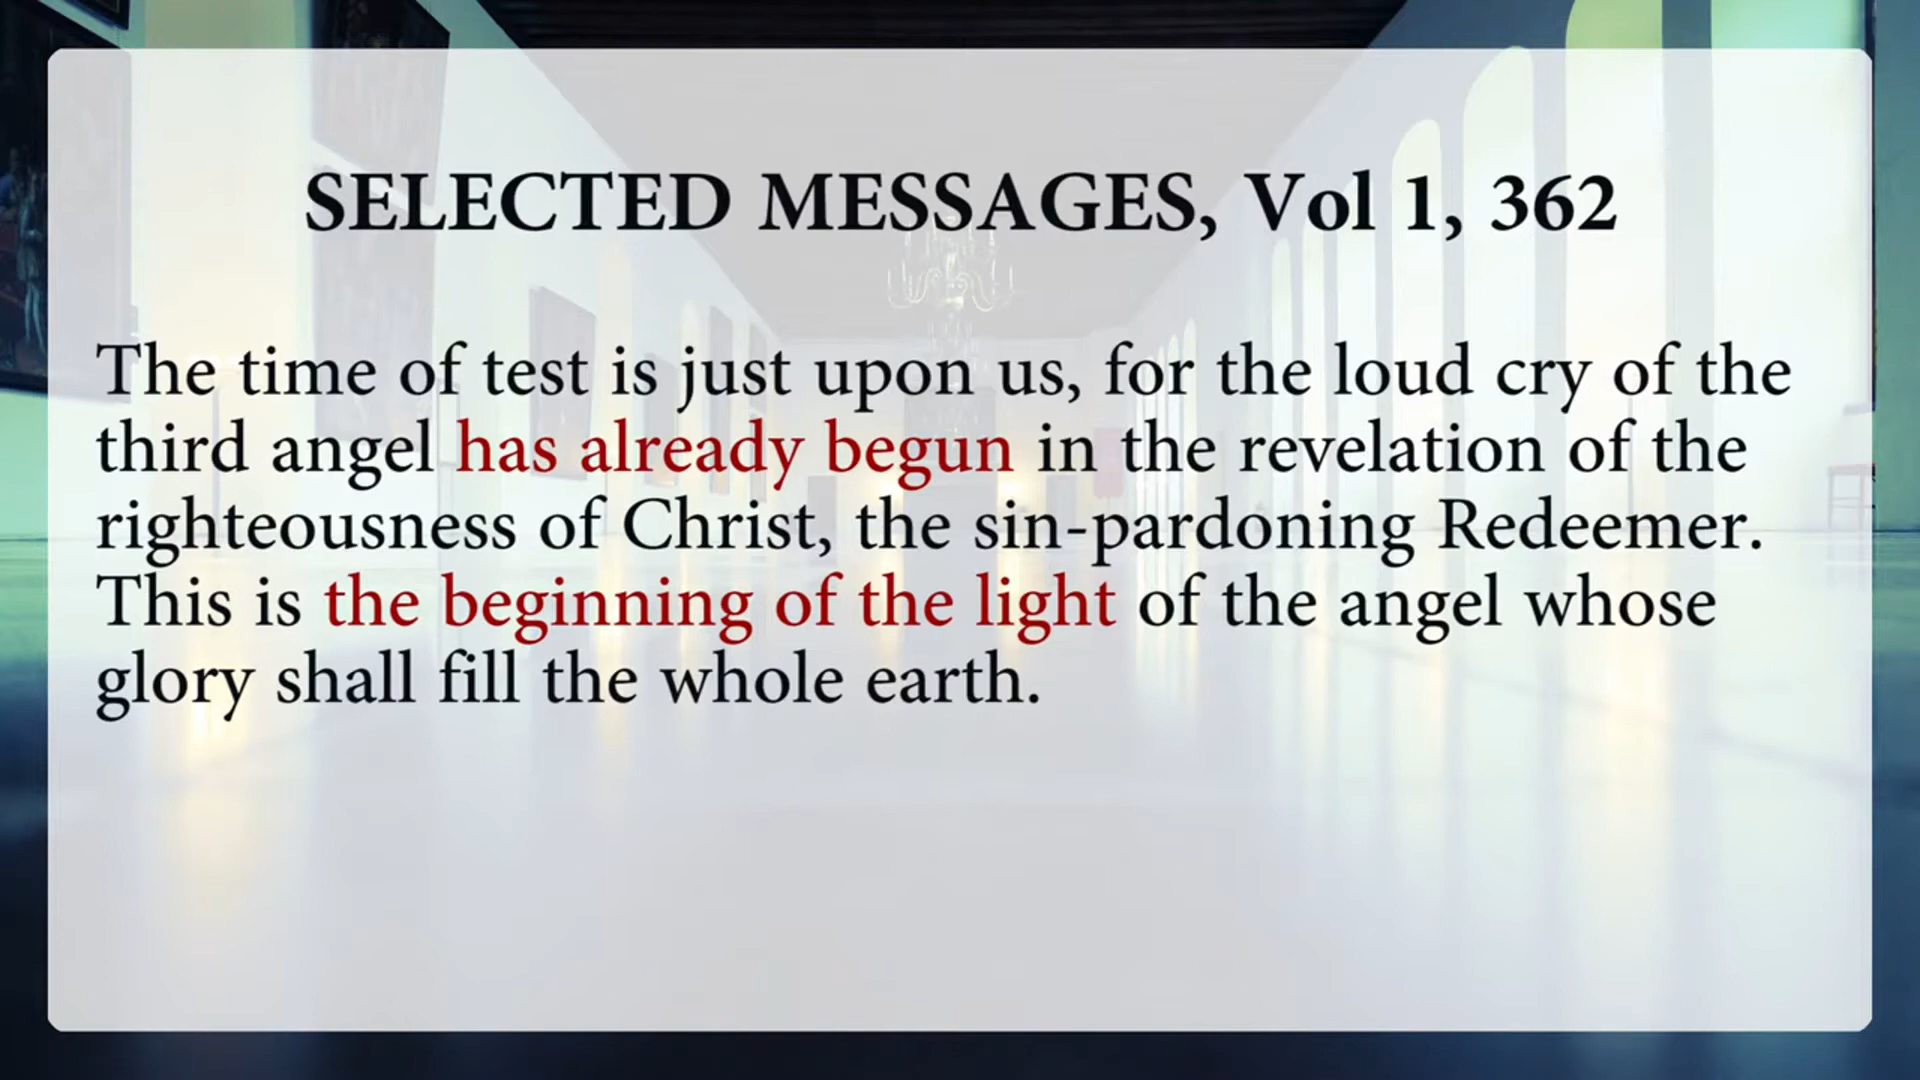 SELECTED MESSAGES, Vol 1, 362
The time of test is just upon us, for the loud cry of the
third angel has already begun in the revelation of the
righteousness of Christ, the sin-pardoning Redeemer.
This is the beginning of the light of the angel whose
glory shall fill the whole earth.